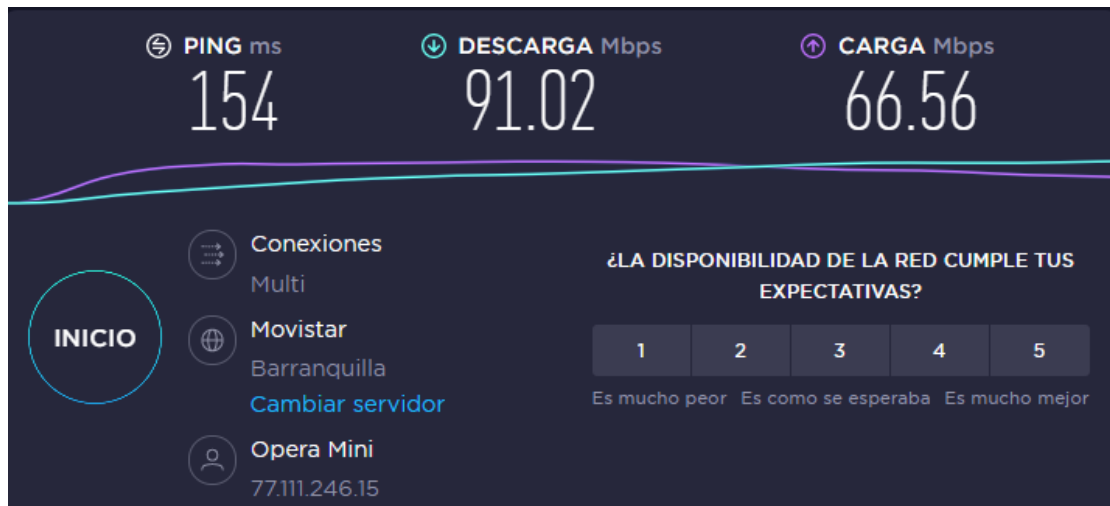 PING ms
154
DESCARGA Mbps
91.02
CARGA Mbps
66.56
INICIO
Conexiones
Multi
Movistar
Barranquilla
Cambiar servidor
Opera Mini
77.111.246.15
¿LA DISPONIBILIDAD DE LA RED CUMPLE TUS
EXPECTATIVAS?
1 2 3 4 5
Es mucho peor Es como se esperaba Es mucho mejor